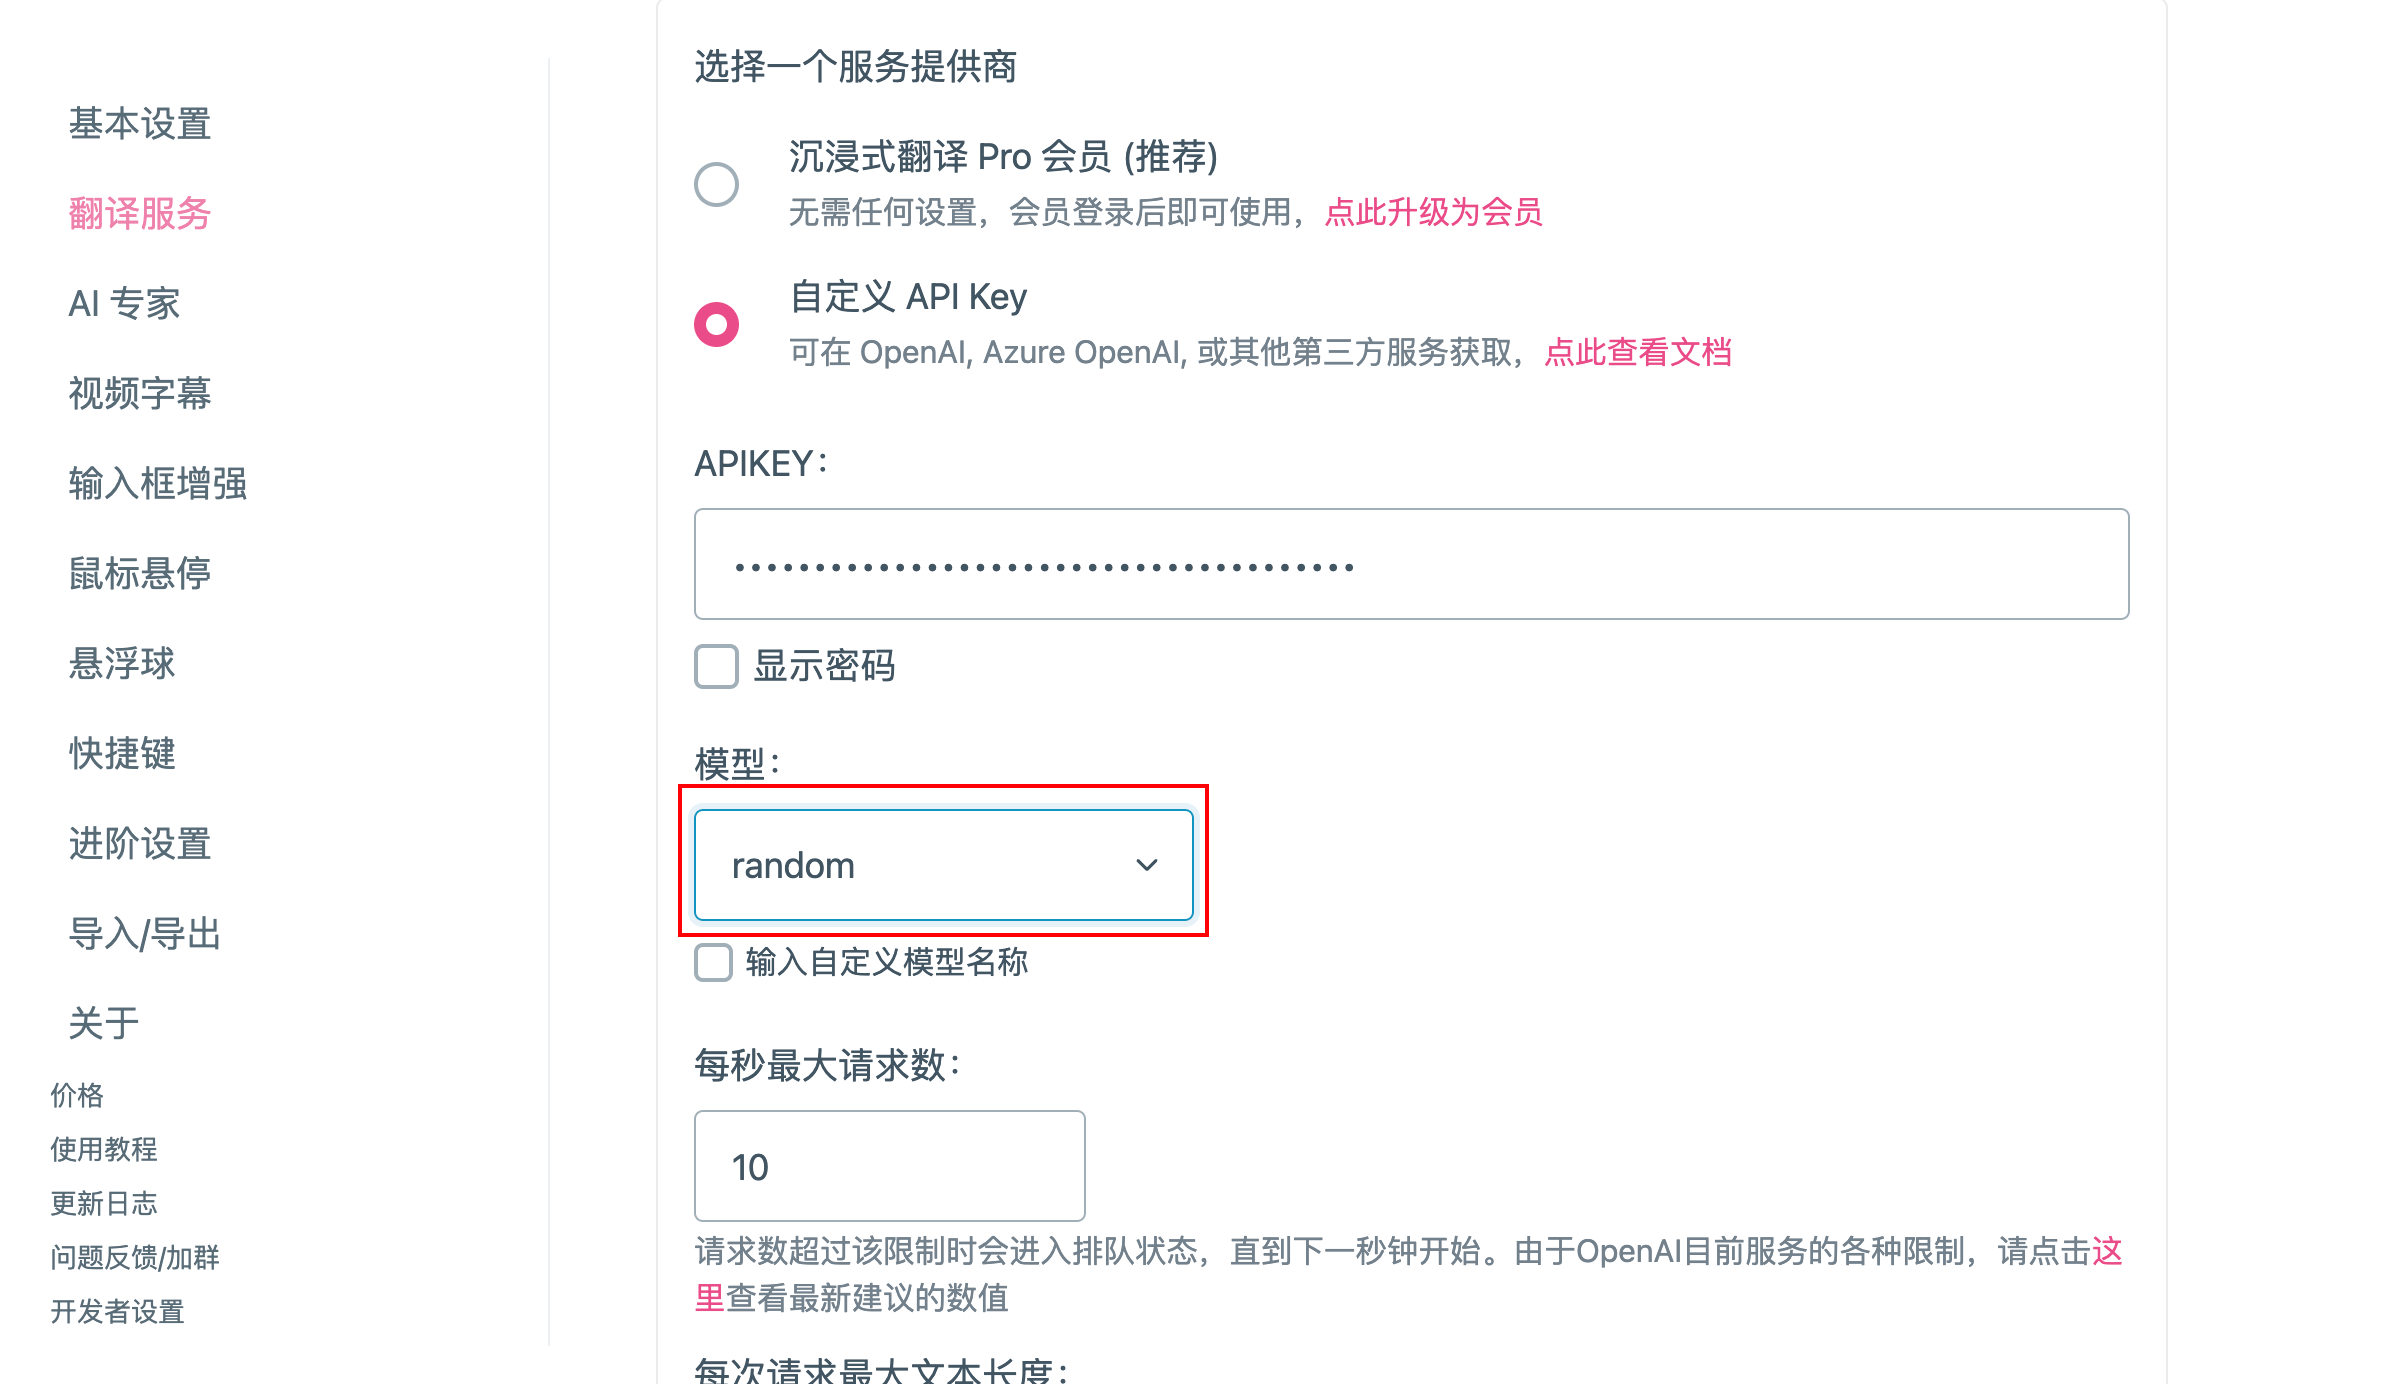 基本设置
翻译服务
AI 专家
视频字幕
输入框增强
鼠标悬停
悬浮球
快捷键
进阶设置
导入/导出
关于
价格
使用教程
更新日志
问题反馈/加群
开发者设置
选择一个服务提供商
沉浸式翻译 Pro 会员 (推荐)
无需任何设置，会员登录后即可使用，点此升级为会员
自定义 API Key
可在 OpenAI, Azure OpenAI, 或其他第三方服务获取，点此查看文档
APIKEY：
•••••••••••••••••••••••••••••••••••••••
显示密码
模型：
random
输入自定义模型名称
每秒最大请求数：
10
请求数超过该限制时会进入排队状态，直到下一秒钟开始。由于OpenAI目前服务的各种限制，请点击这
里查看最新建议的数值
每次请求最大文本长度：